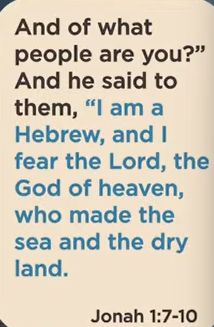 And of what
people are you?”
And he said to
them, “I am a
Hebrew, and I
fear the Lord, the
God of heaven,
who made the
sea and the dry
land.
Jonah 1:7-10